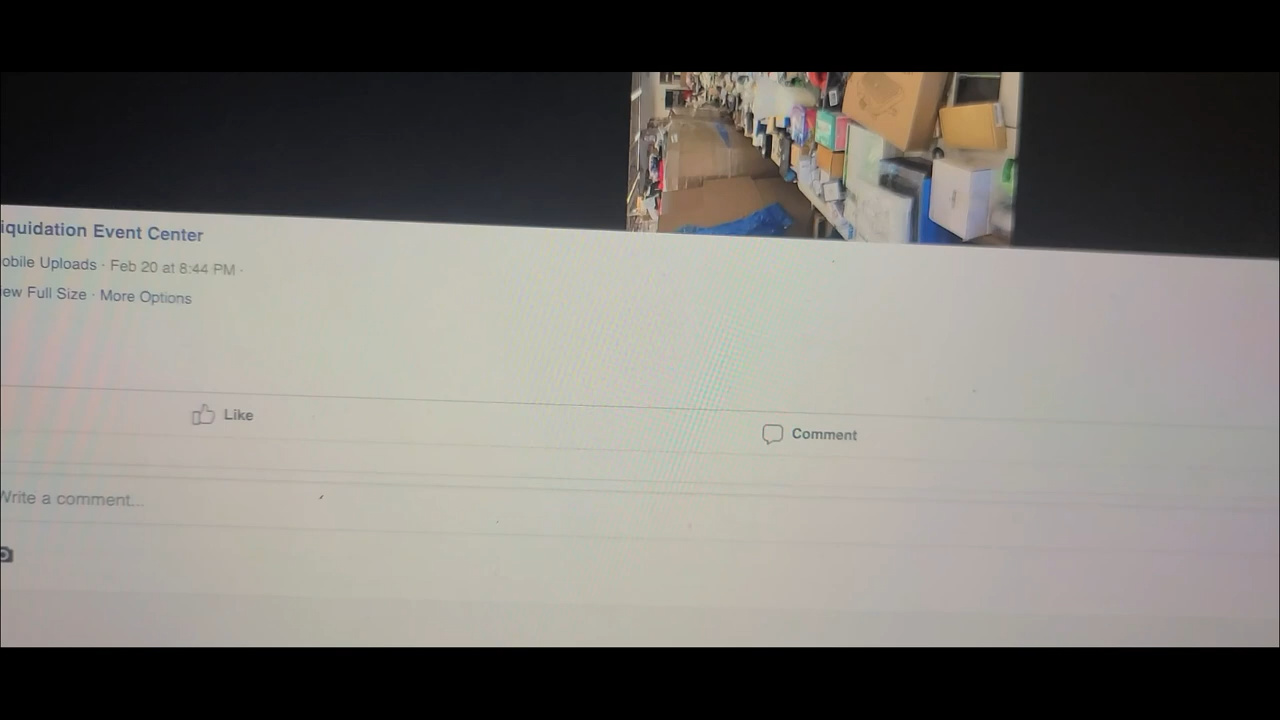 iquidation Event Center
obile Uploads · Feb 20 at 8:44 PM ·
ew Full Size · More Options
Like
Comment
Write a comment...